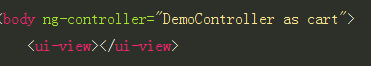 <body ng-controller="DemoController as cart">
<ui-view></ui-view>